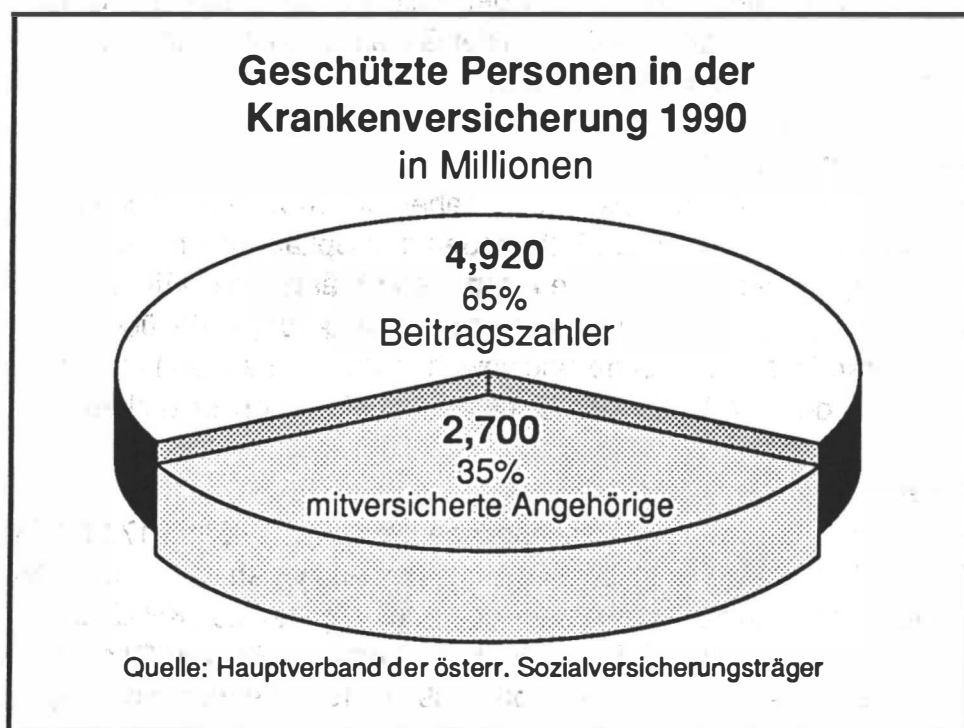 Geschützte Personen in der
Krankenversicherung 1990
in Millionen
4,920
65%
Beitragszahler
2,700
35%
mitversicherte Angehörige
Quelle: Hauptverband der österr. Sozialversicherungsträger